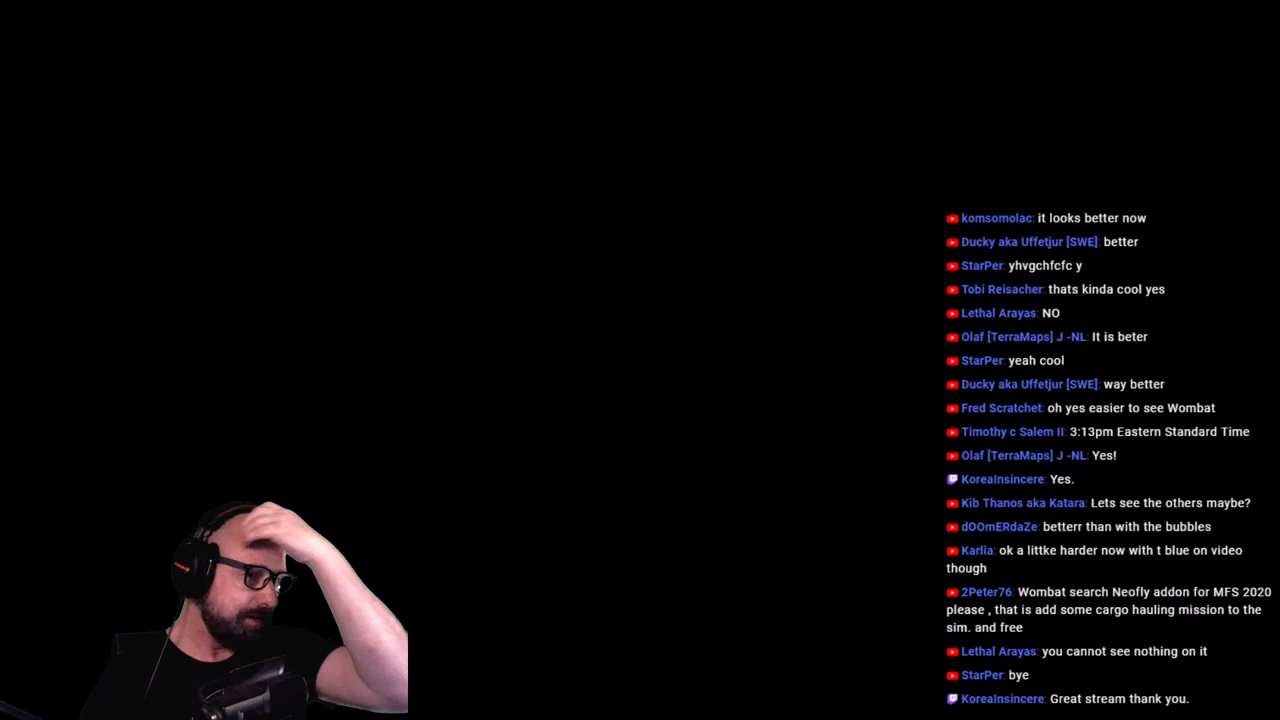 komsomolac: it looks better now
Ducky aka Uffetjur [SWE]: better
StarPer: yhvgchfcfc y
Tobi Reisacher: thats kinda cool yes
Lethal Arayas: NO
Olaf [TerraMaps] J -NL: It is beter
StarPer: yeah cool
Ducky aka Uffetjur [SWE]: way better
Fred Scratchet: oh yes easier to see Wombat
Timothy c Salem II: 3:13pm Eastern Standard Time
Olaf [TerraMaps] J -NL: Yes!
KoreaInsincere: Yes.
Kib Thanos aka Katara: Lets see the others maybe?
dOOmERdaZe: betterr than with the bubbles
Karlia: ok a littke harder now with t blue on video
though
2Peter76: Wombat search Neofly addon for MFS 2020
please , that is add some cargo hauling mission to the
sim. and free
Lethal Arayas: you cannot see nothing on it
StarPer: bye
KoreaInsincere: Great stream thank you.